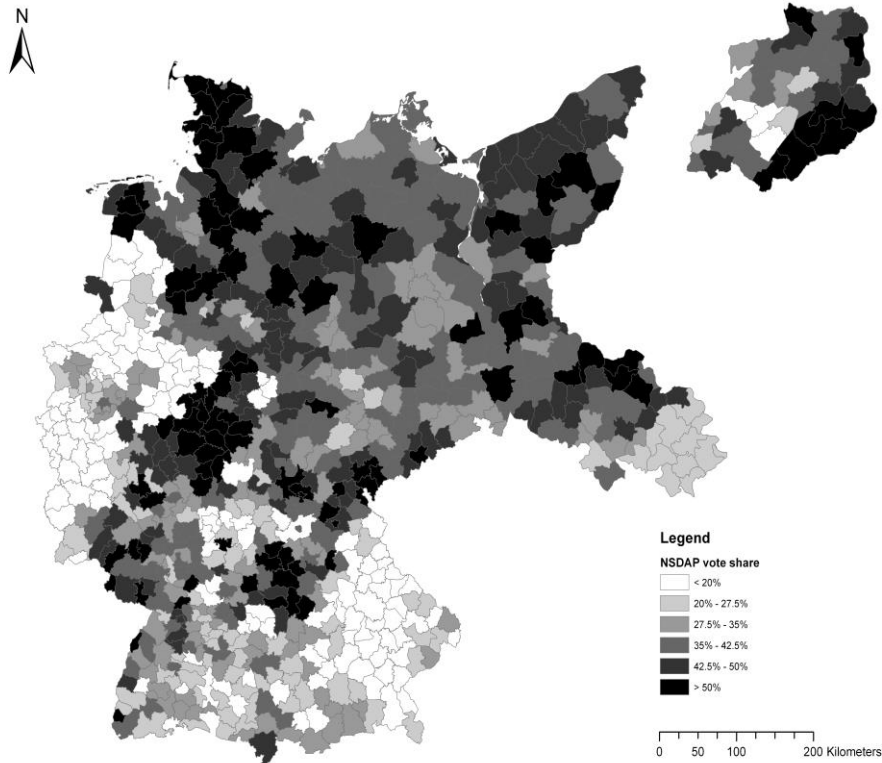 N
Legend
NSDAP vote share
< 20%
20% - 27.5%
27.5% - 35%
35% - 42.5%
42.5% - 50%
> 50%
0 50 100 200 Kilometers